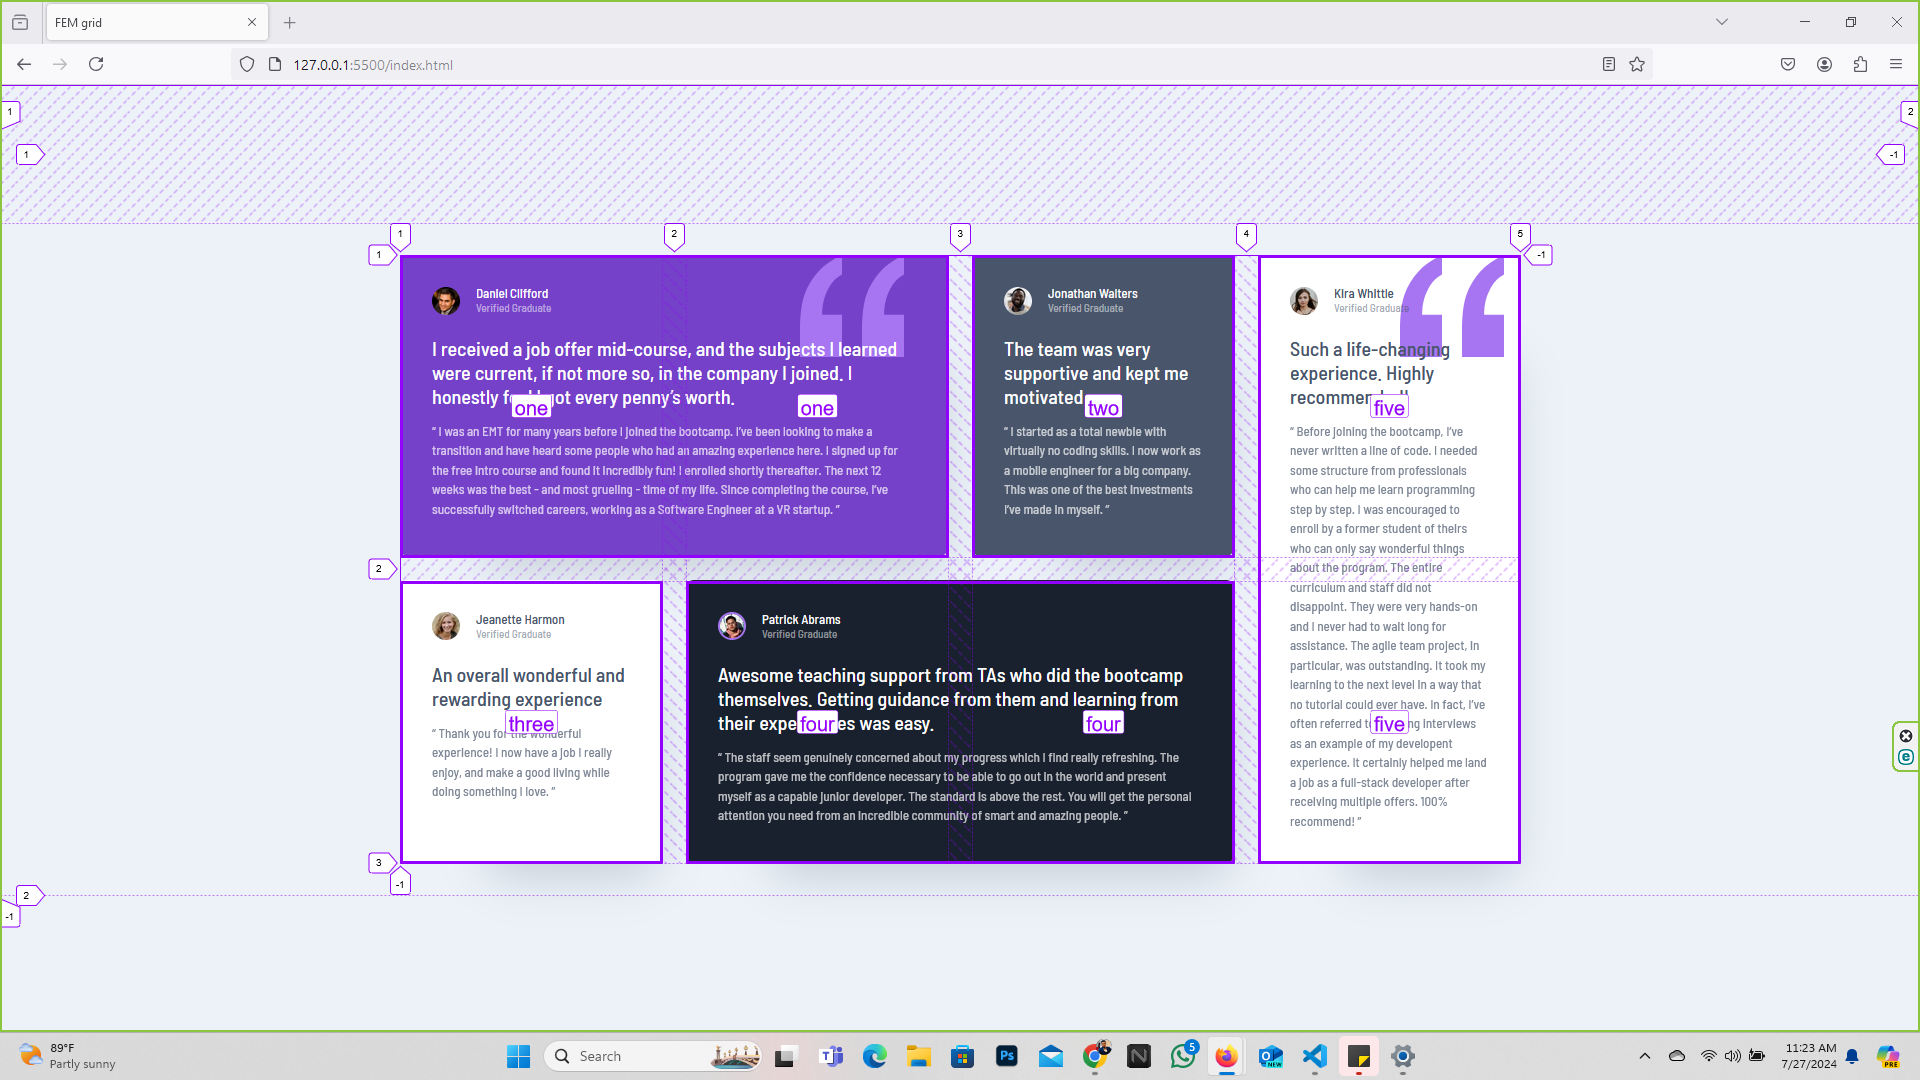 FEM grid
127.0.0.1:5500/index.html
1
2
1
-1
1
2
3
4
5
1
-1
Daniel Clifford
Verified Graduate
I received a job offer mid-course, and the subjects I learned
were current, if not more so, in the company I joined. I
honestly got every penny’s worth.
one
one
“ I was an EMT for many years before I joined the bootcamp. I’ve been looking to make a
transition and have heard some people who had an amazing experience here. I signed up for
the free intro course and found it incredibly fun! I enrolled shortly thereafter. The next 12
weeks was the best - and most grueling - time of my life. Since completing the course, I’ve
successfully switched careers, working as a Software Engineer at a VR startup. ”
Jonathan Walters
Verified Graduate
The team was very
supportive and kept me
motivated
two
“ I started as a total newbie with
virtually no coding skills. I now work as
a mobile engineer for a big company.
This was one of the best investments
I’ve made in myself. ”
Kira Whittle
Verified Graduate
Such a life-changing
experience. Highly
five
“ Before joining the bootcamp, I’ve
never written a line of code. I needed
some structure from professionals
who can help me learn programming
step by step. I was encouraged to
enroll by a former student of theirs
who can only say wonderful things
about the program. The entire
curriculum and staff did not
disappoint. They were very hands-on
and I never had to wait long for
assistance. The agile team project, in
particular, was outstanding. It took my
learning to the next level in a way that
no tutorial could ever have. In fact, I’ve
often referred interviews
five
as an example of my developent
experience. It certainly helped me land
a job as a full-stack developer after
receiving multiple offers. 100%
recommend! ”
2
Jeanette Harmon
Verified Graduate
An overall wonderful and
rewarding experience
three
“ Thank you for the wonderful
experience! I now have a job I really
enjoy, and make a good living while
doing something I love. ”
Patrick Abrams
Verified Graduate
Awesome teaching support from TAs who did the bootcamp
themselves. Getting guidance from them and learning from
their was easy.
four
four
“ The staff seem genuinely concerned about my progress which I find really refreshing. The
program gave me the confidence necessary to be able to go out in the world and present
myself as a capable junior developer. The standard is above the rest. You will get the personal
attention you need from an incredible community of smart and amazing people. ”
3
-1
2
-1
89°F
Partly sunny
Search
Ps
5
NEW
PRE
11:23 AM
7/27/2024